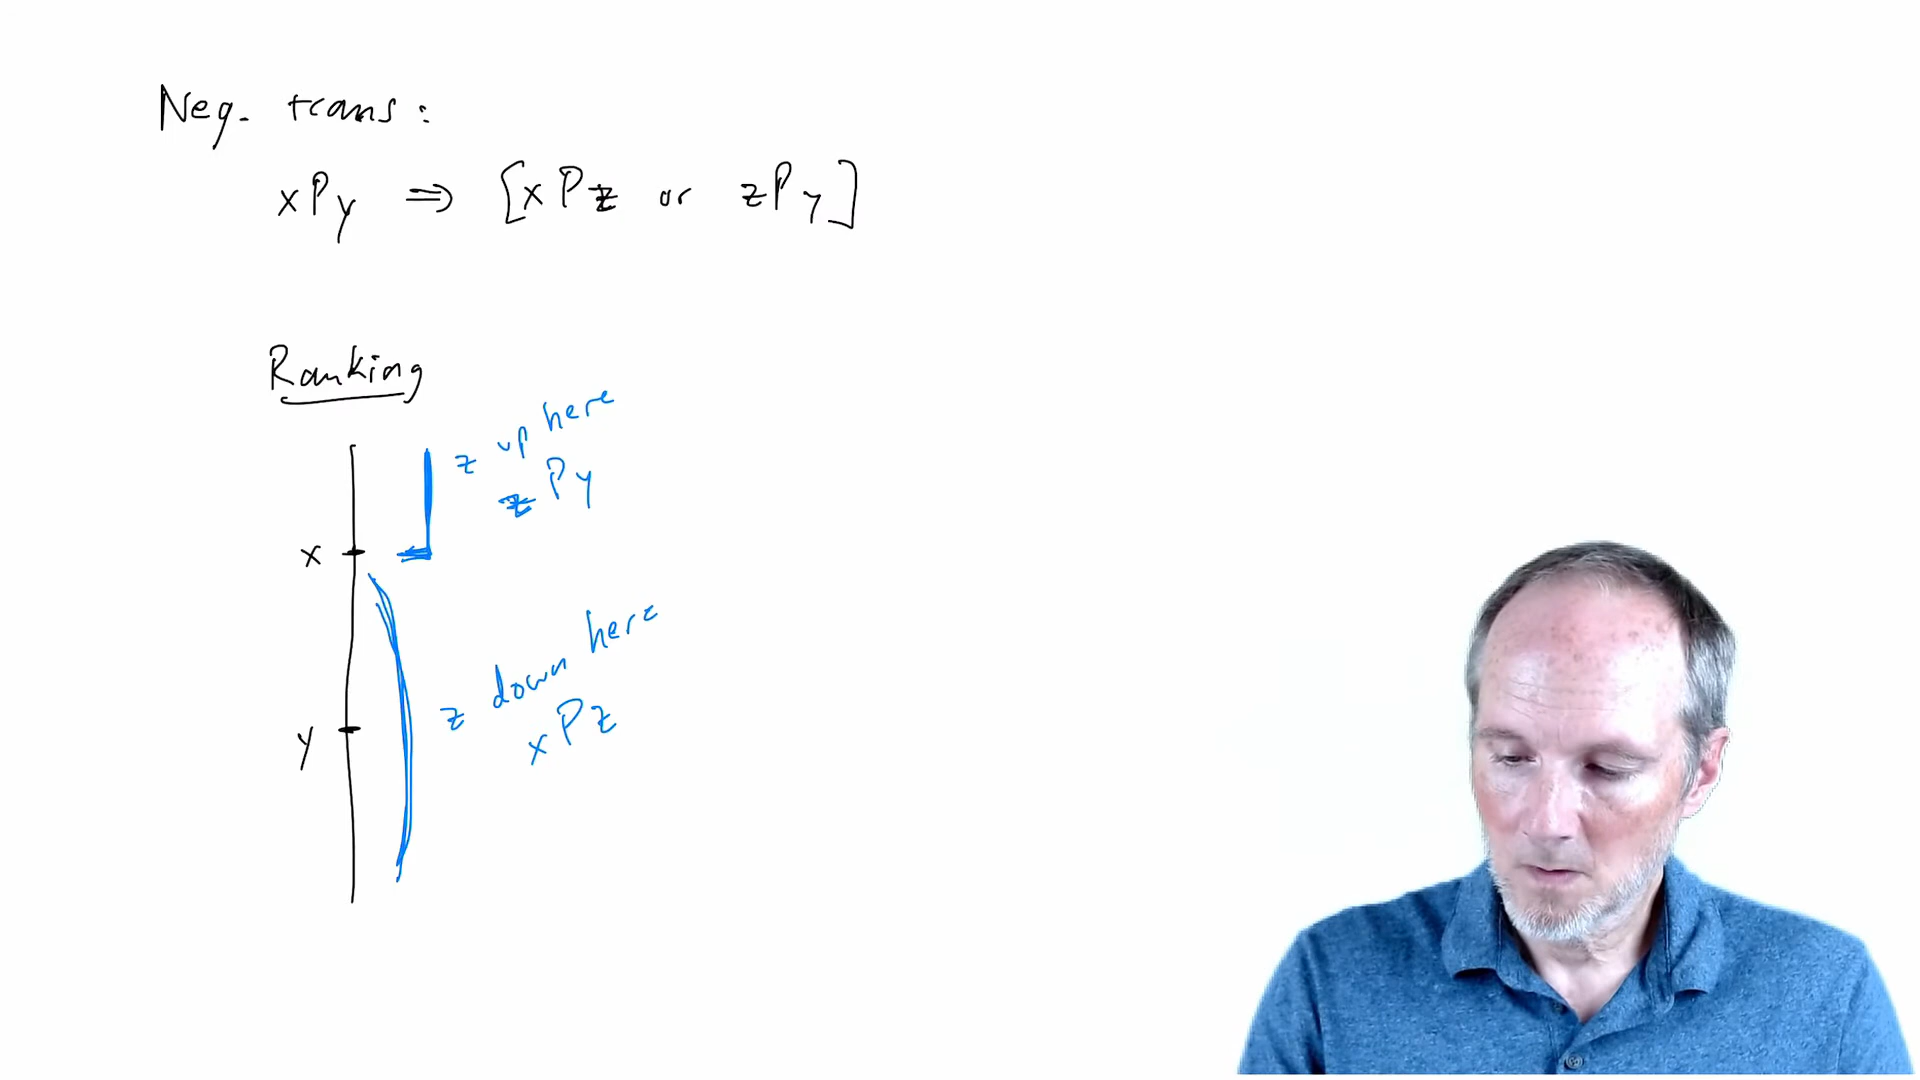 Neg. trans:
xPy ⇒ [xPz or zPy]
Ranking
z up here
zPy
x
z down here
xPz
y